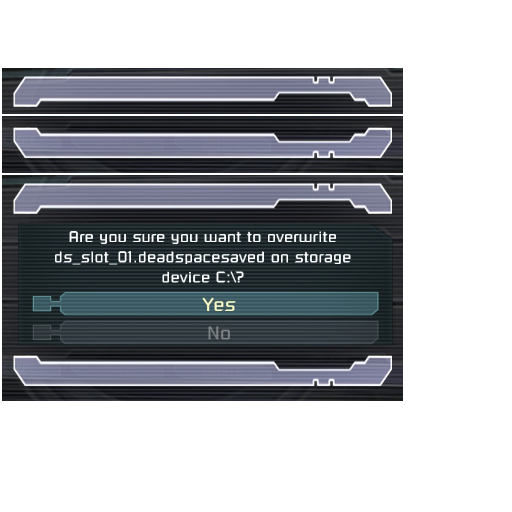 Are you sure you want to overwrite
ds_slot_01.deadspacesaved on storage
device C:\?
Yes
No